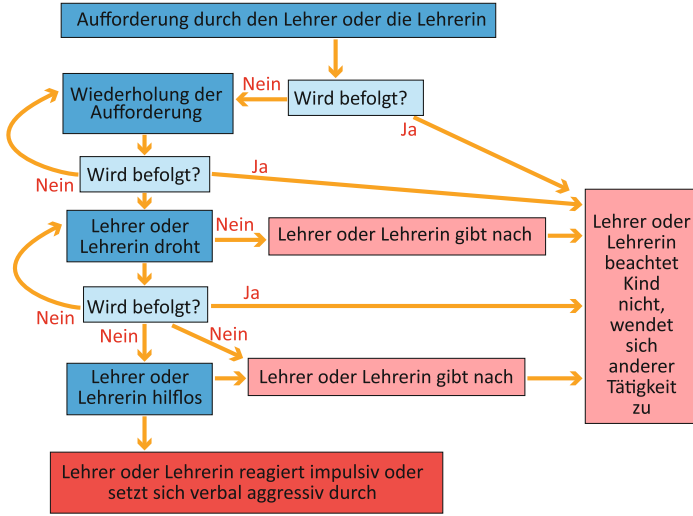 Aufforderung durch den Lehrer oder die Lehrerin
Nein
Wiederholung der
Aufforderung
Wird befolgt?
Ja
Wird befolgt?
Ja
Nein
Lehrer oder
Lehrerin droht
Nein
Lehrer oder Lehrerin gibt nach
Lehrer oder
Lehrerin
beachtet
Kind
nicht,
wendet
sich
anderer
Tätigkeit
zu
Wird befolgt?
Ja
Nein
Nein
Nein
Lehrer oder
Lehrerin hilflos
Lehrer oder Lehrerin gibt nach
Lehrer oder Lehrerin reagiert impulsiv oder
setzt sich verbal aggressiv durch